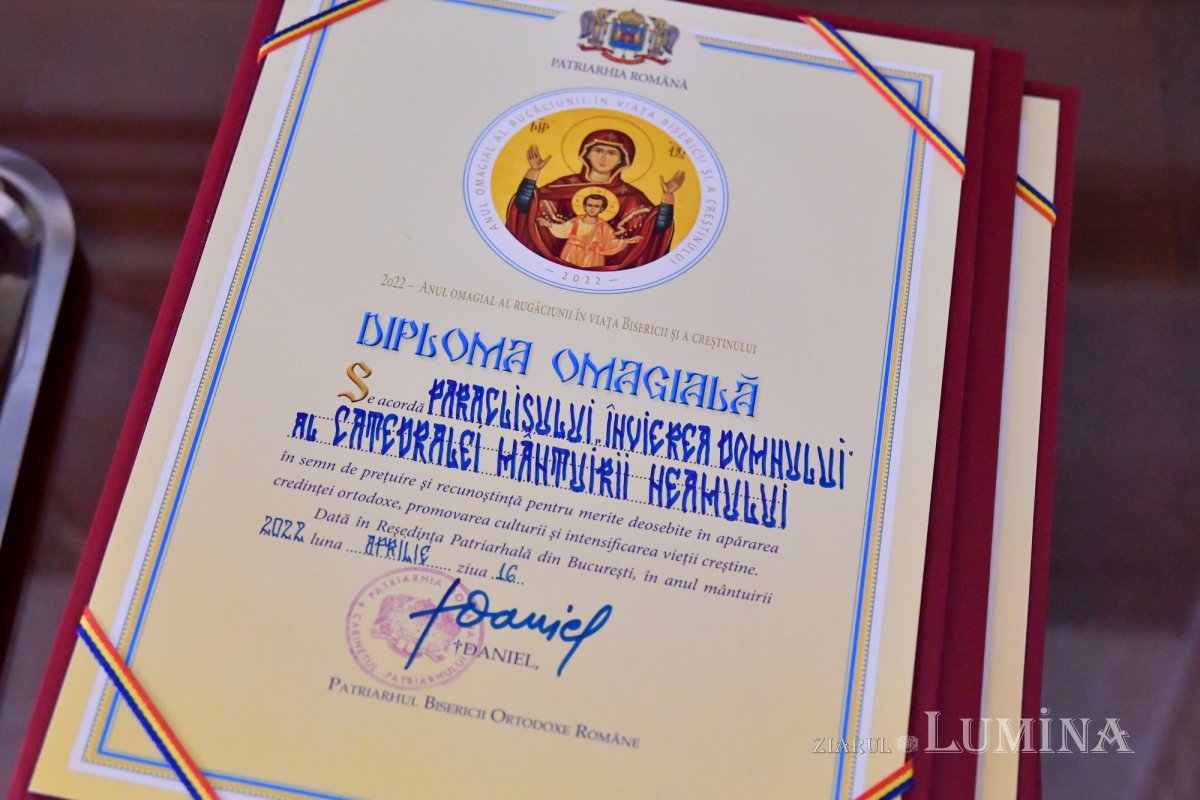 PATRIARHIA ROMÂNĂ
ANUL OMAGIAL AL RUGĂCIUNII ÎN VIAȚA BISERICII ȘI A CREȘTINULUI
– 2022 –
2022 – Anul omagial al rugăciunii în viața Bisericii și a creștinului
DIPLOMA OMAGIALĂ
Se acordă PARACLISULUI „ÎNVIEREA DOMNULUI”
AL CATEDRALEI MÂNTUIRII NEAMULUI
în semn de prețuire și recunoștință pentru merite deosebite în apărarea
credinței ortodoxe, promovarea culturii și intensificarea vieții creștine.
Dată în Reședința Patriarhală din București, în anul mântuirii
2022 luna APRILIE ziua 16
PATRIARHIA
CABINETUL PATRIARHULUI
†Daniel
†DANIEL,
Patriarhul Bisericii Ortodoxe Române
ZIARUL LUMINA